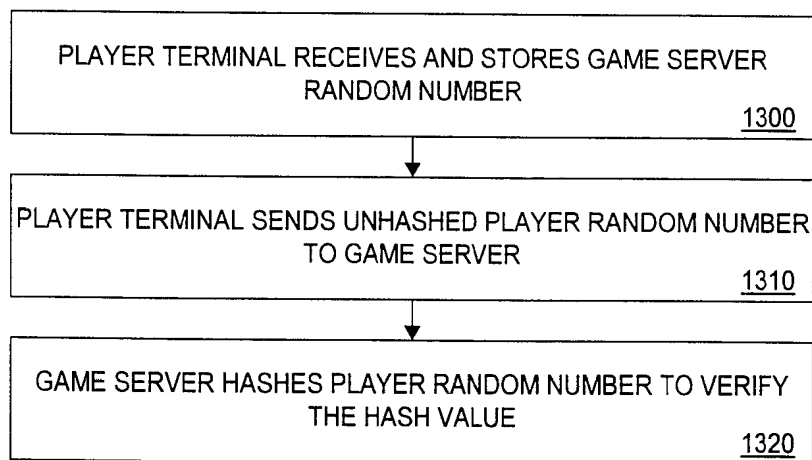 PLAYER TERMINAL RECEIVES AND STORES GAME SERVER
RANDOM NUMBER
1300
PLAYER TERMINAL SENDS UNHASHED PLAYER RANDOM NUMBER
TO GAME SERVER
1310
GAME SERVER HASHES PLAYER RANDOM NUMBER TO VERIFY
THE HASH VALUE
1320